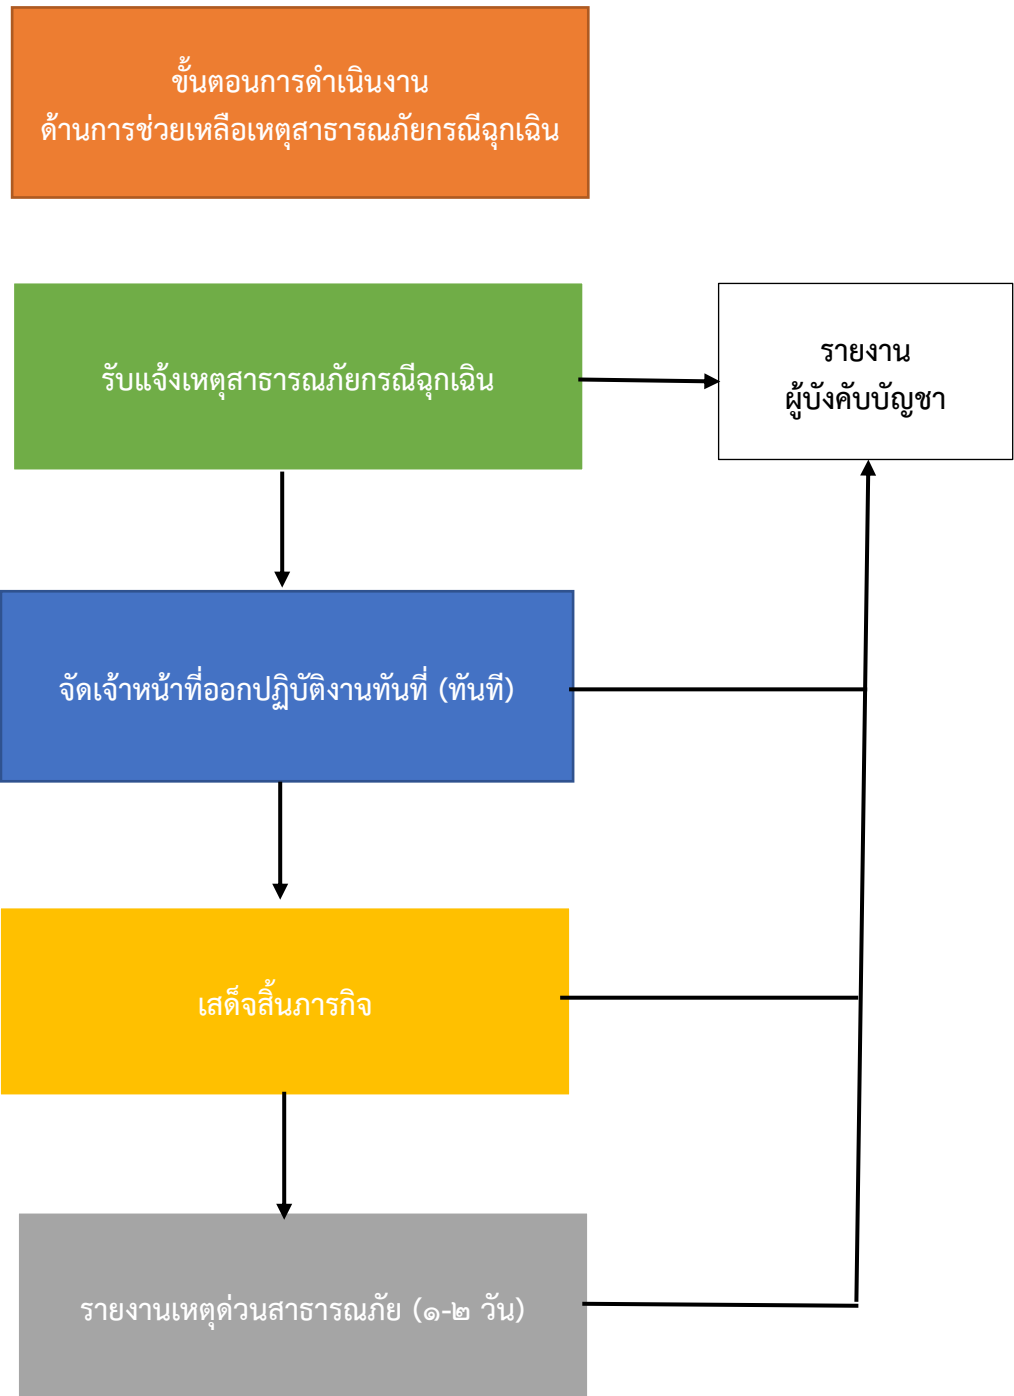 ขั้นตอนการดำเนินงาน
ด้านการช่วยเหลือเหตุสาธารณภัยกรณีฉุกเฉิน
รับแจ้งเหตุสาธารณภัยกรณีฉุกเฉิน
รายงาน
ผู้บังคับบัญชา
จัดเจ้าหน้าที่ออกปฏิบัติงานทันที่ (ทันที)
เสด็จสิ้นภารกิจ
รายงานเหตุด่วนสาธารณภัย (๑-๒ วัน)